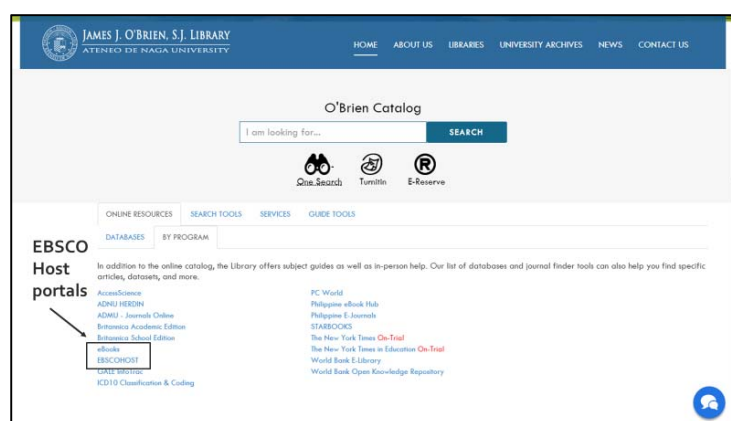 JAMES J. O'BRIEN, S.J. LIBRARY
ATENEO DE NAGA UNIVERSITY
HOME ABOUT US LIBRARIES UNIVERSITY ARCHIVES NEWS CONTACT US
O'Brien Catalog
I am looking for... SEARCH
One Search Turnitin E-Reserve
ONLINE RESOURCES SEARCH TOOLS SERVICES GUIDE TOOLS
DATABASES BY PROGRAM
EBSCO
Host
portals
In addition to the online catalog, the Library offers subject guides as well as in-person help. Our list of databases and journal finder tools can also help you find specific
articles, datasets, and more.
AccessScience
ADNU HERDIN
ADMU - Journals Online
Britannica Academic Edition
Britannica School Edition
eBooks
EBSCOHOST
GALE InfoTrac
ICD10 Classification & Coding
PC World
Philippine eBook Hub
Philippine E-Journals
STARBOOKS
The New York Times On-Trial
The New York Times in Education On-Trial
World Bank E-Library
World Bank Open Knowledge Repository